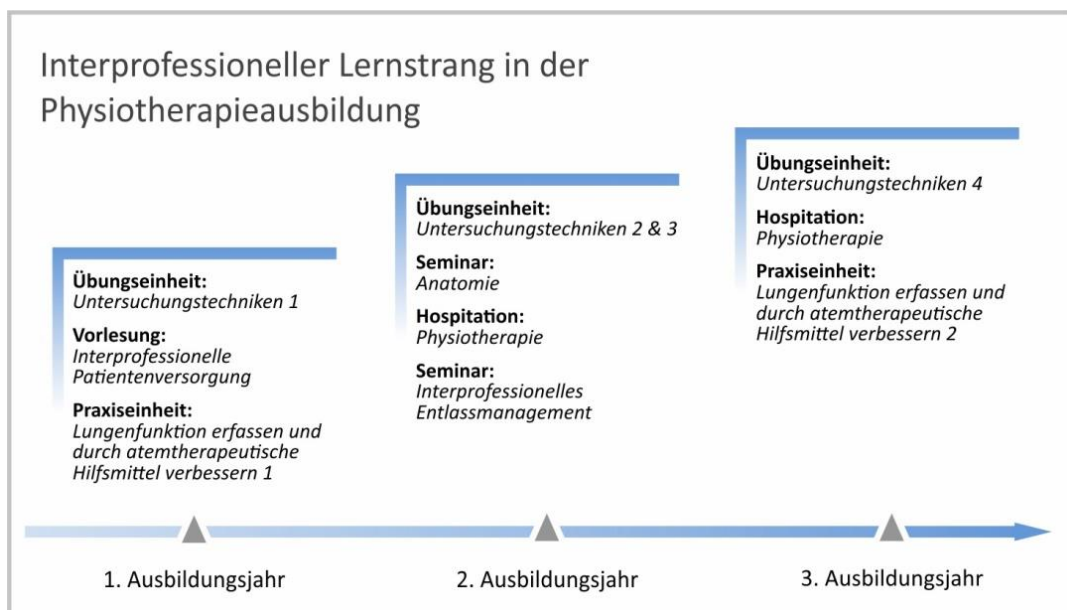 Interprofessioneller Lernstrang in der
Physiotherapieausbildung
Übungseinheit:
Untersuchungstechniken 1
Vorlesung:
Interprofessionelle
Patientenversorgung
Praxiseinheit:
Lungenfunktion erfassen und
durch atemtherapeutische
Hilfsmittel verbessern 1
Übungseinheit:
Untersuchungstechniken 2 & 3
Seminar:
Anatomie
Hospitation:
Physiotherapie
Seminar:
Interprofessionelles
Entlassmanagement
Übungseinheit:
Untersuchungstechniken 4
Hospitation:
Physiotherapie
Praxiseinheit:
Lungenfunktion erfassen und
durch atemtherapeutische
Hilfsmittel verbessern 2
1. Ausbildungsjahr
2. Ausbildungsjahr
3. Ausbildungsjahr